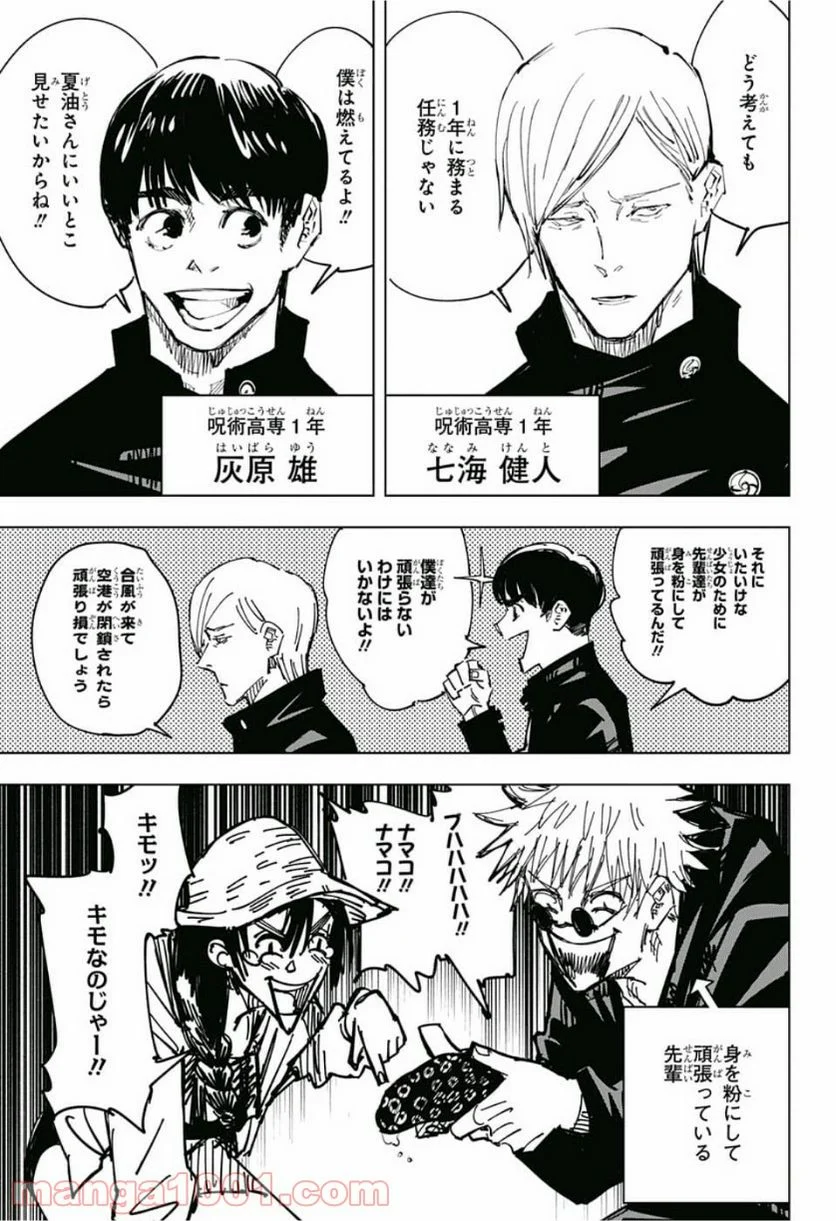 どう考えても
1年に務まる
任務じゃない
呪術高専1年
七海 健人
僕は燃えてるよ!!
夏油さんにいいとこ
見せたいからね!!
呪術高専1年
灰原 雄
それに
いたいけな
少女のために
先輩達が
身を粉にして
頑張ってるんだ!!
僕達が
頑張らない
わけには
いかないよ!!
台風が来て
空港が閉鎖されたら
頑張り損でしょう
ブハハハハハ!!
ナマコ!!
ナマコ!!
身を粉にして
頑張っている
先輩
キモッ!!
キモなのじゃー!!
manga1001.com